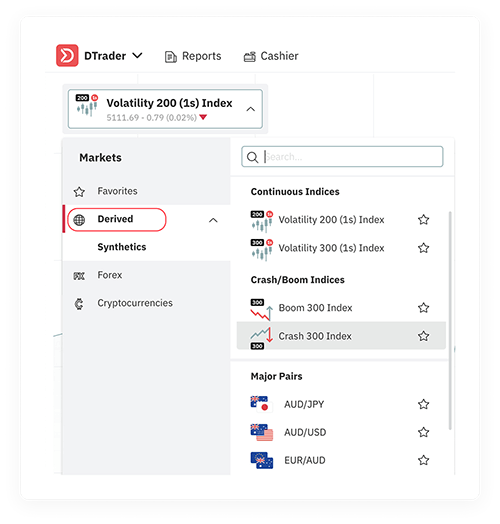 DTrader
Reports
Cashier
200
1s
Volatility 200 (1s) Index
5111.69 - 0.79 (0.02%)
Markets
Favorites
Derived
Synthetics
Forex
Cryptocurrencies
Search...
Continuous Indices
200
1s
Volatility 200 (1s) Index
300
1s
Volatility 300 (1s) Index
Crash/Boom Indices
300
Boom 300 Index
300
Crash 300 Index
Major Pairs
AUD/JPY
AUD/USD
EUR/AUD